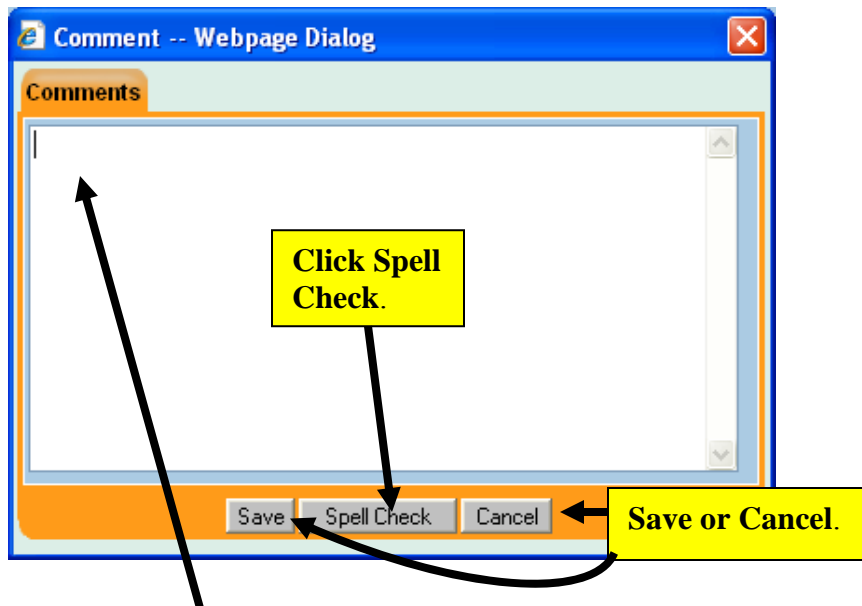 Comment -- Webpage Dialog
Comments
Click Spell
Check.
Save Spell Check Cancel
Save or Cancel.